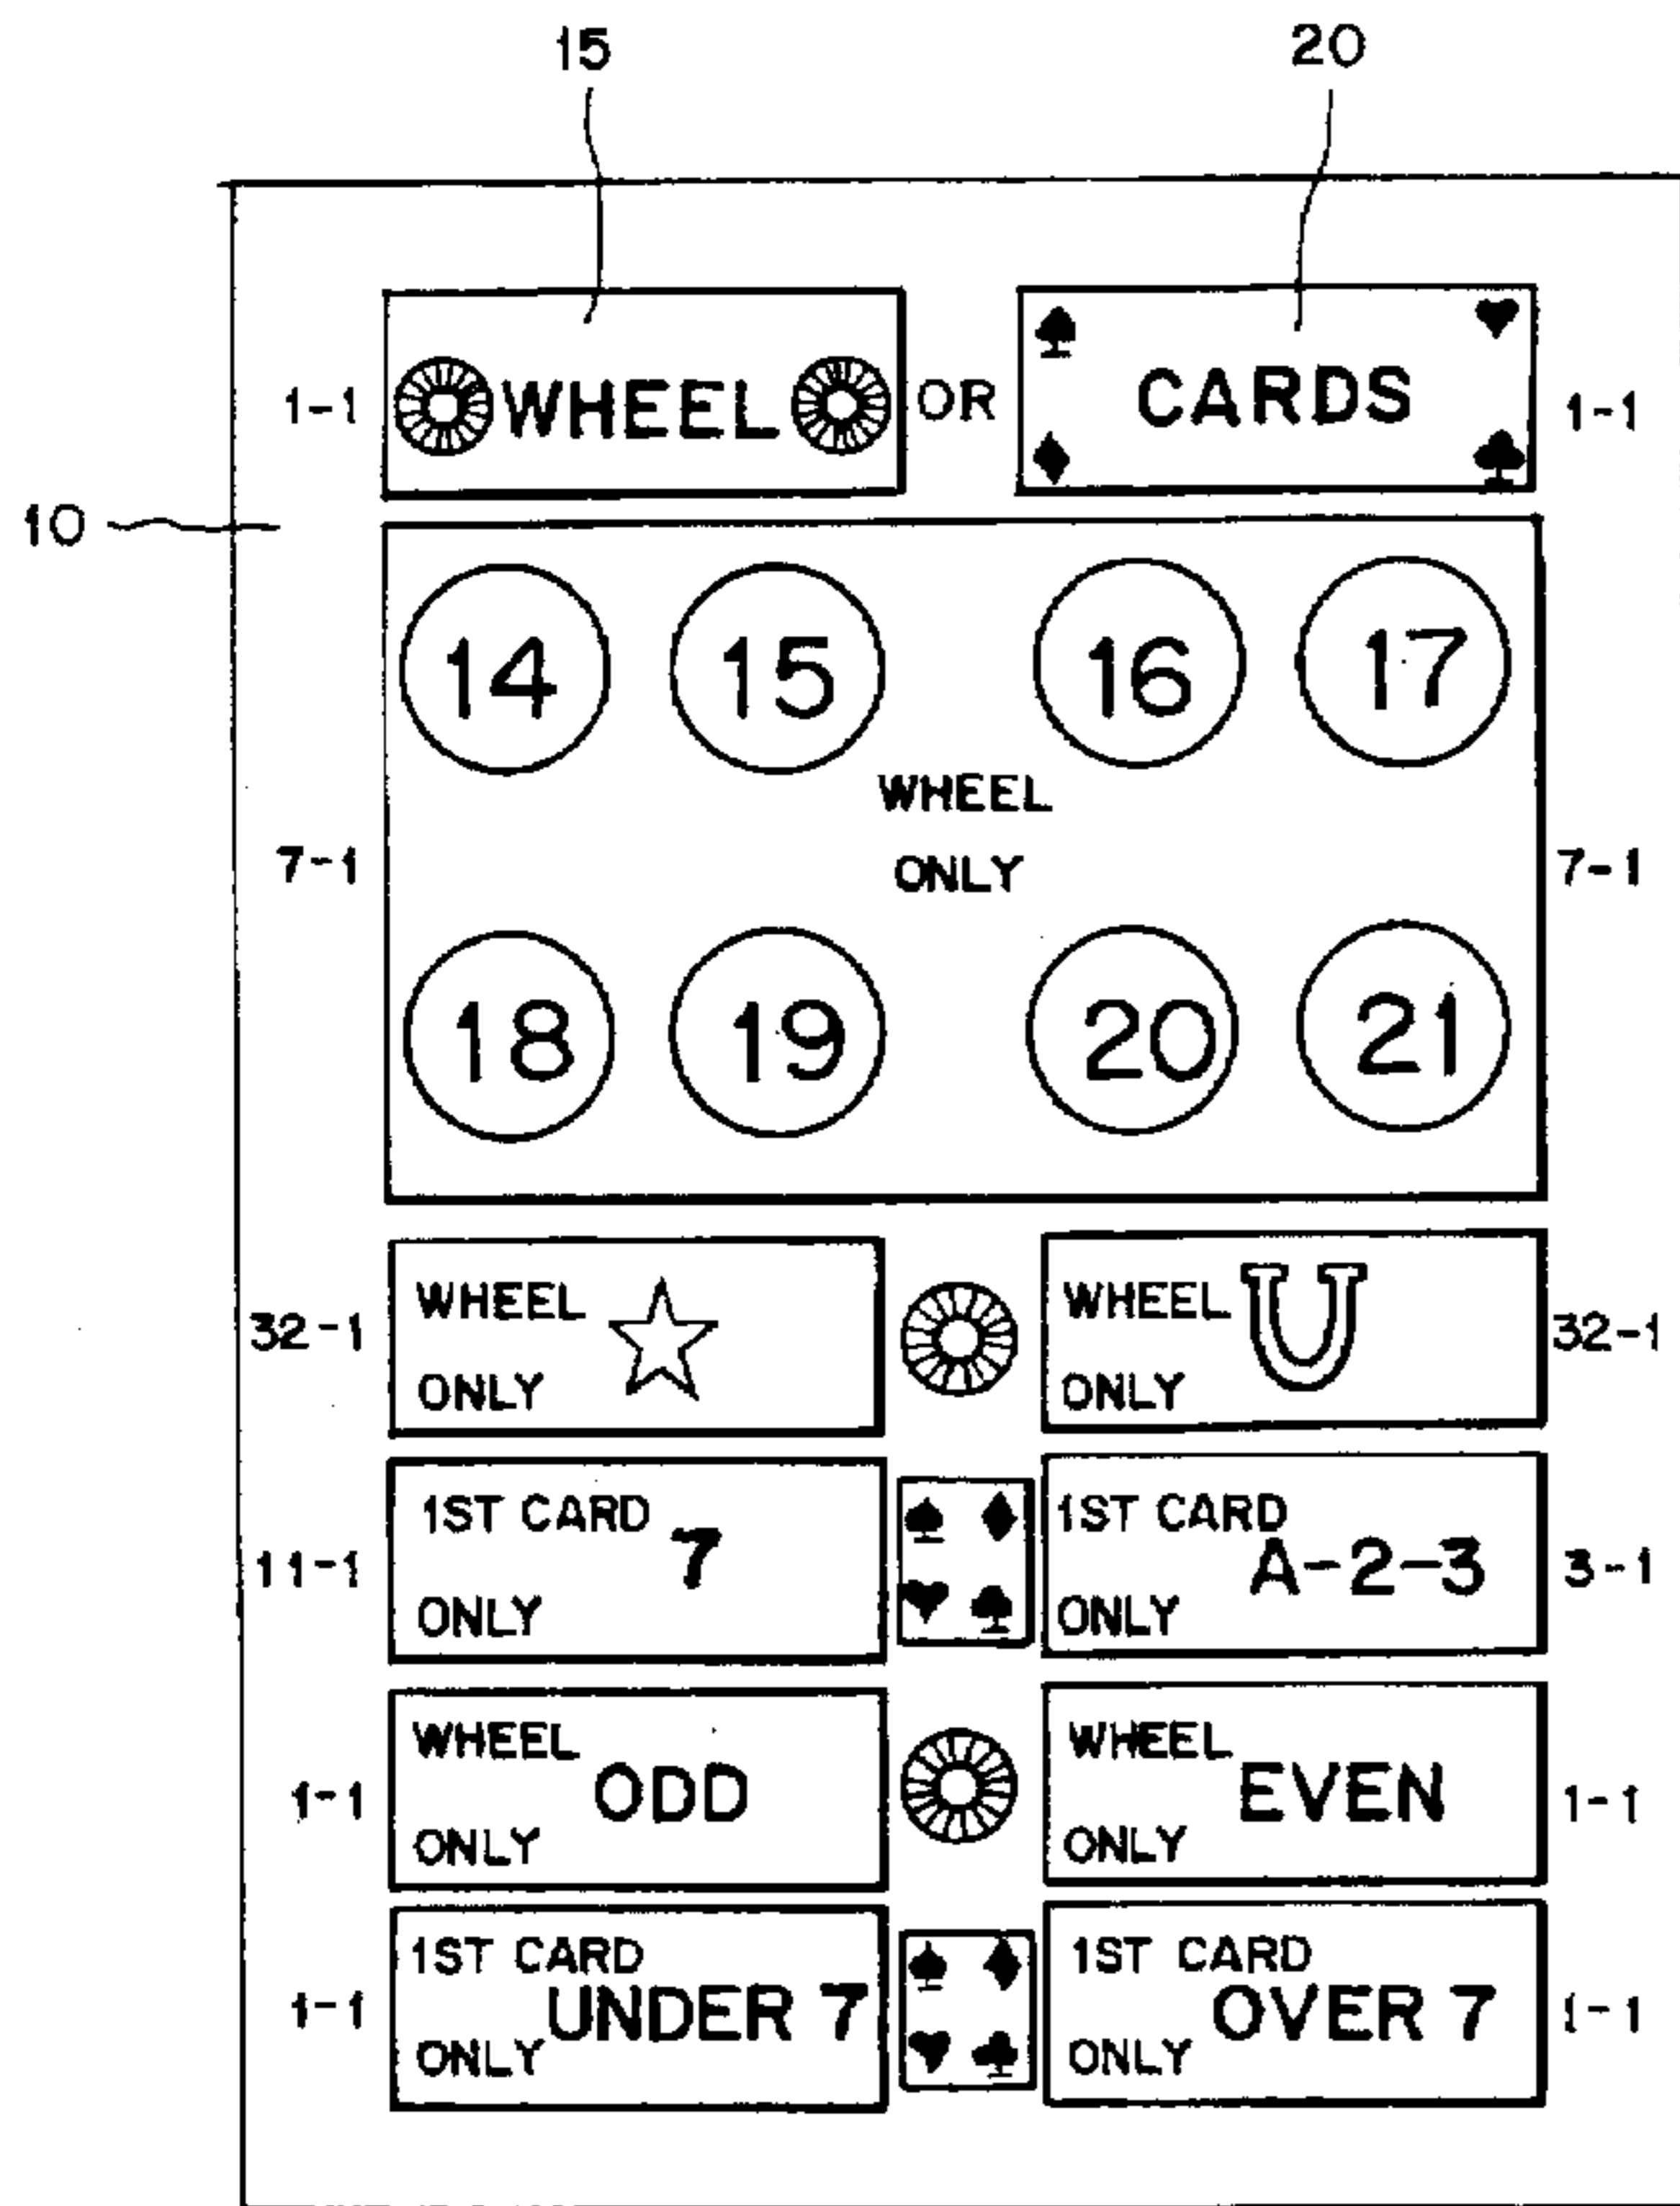 15 20
1-1 WHEEL OR CARDS 1-1
10
14 15 16 17
WHEEL
7-1 ONLY 7-1
18 19 20 21
WHEEL WHEEL
32-1 32-1
ONLY ONLY
1ST CARD 1ST CARD
11-1 7 A-2-3 3-1
ONLY ONLY
WHEEL WHEEL
1-1 ODD EVEN 1-1
ONLY ONLY
1ST CARD 1ST CARD
1-1 UNDER 7 OVER 7 1-1
ONLY ONLY